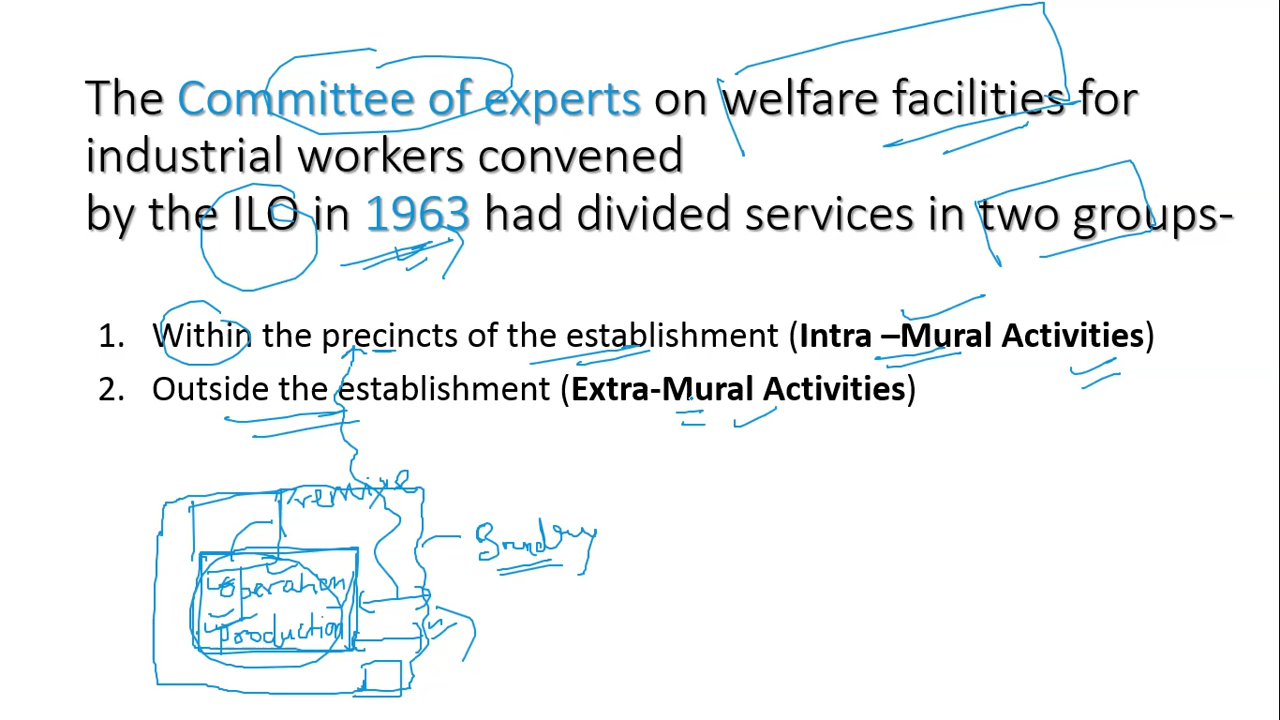 The Committee of experts on welfare facilities for
industrial workers convened
by the ILO in 1963 had divided services in two groups-
1. Within the precincts of the establishment (Intra –Mural Activities)
2. Outside the establishment (Extra-Mural Activities)
Premise
Boundry
operation
production